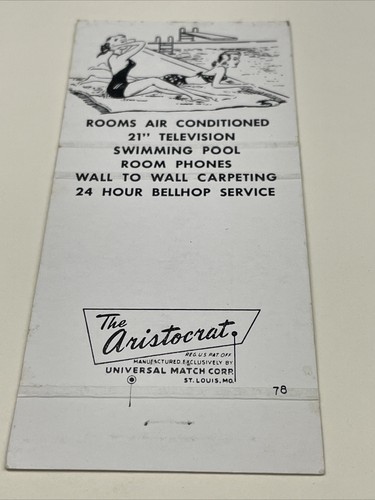 ROOMS AIR CONDITIONED
21" TELEVISION
SWIMMING POOL
ROOM PHONES
WALL TO WALL CARPETING
24 HOUR BELLHOP SERVICE
The
Aristocrat
REG. U.S. PAT. OFF.
MANUFACTURED EXCLUSIVELY BY
UNIVERSAL MATCH CORP.
ST. LOUIS, MO.
78